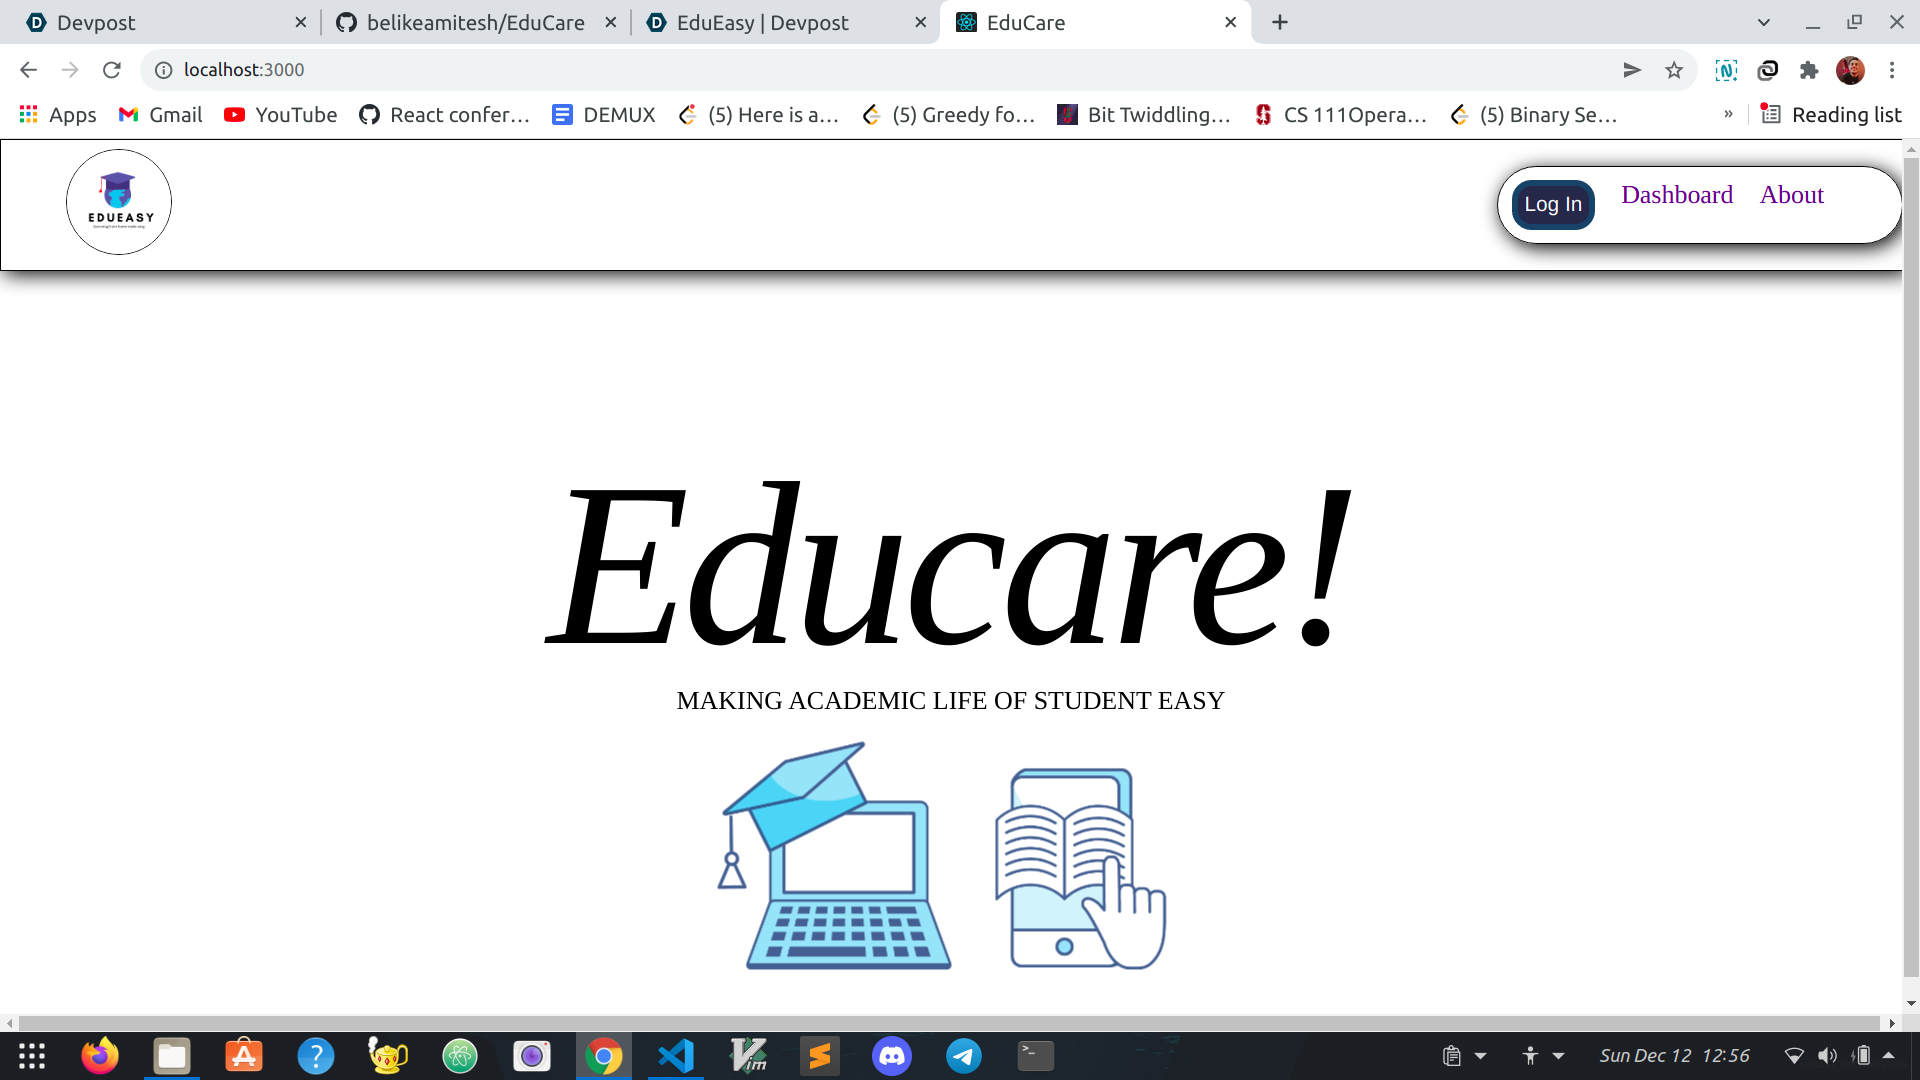 Devpost
belikeamitesh/EduCare
EduEasy | Devpost
EduCare
localhost:3000
Apps
Gmail
YouTube
React confer...
DEMUX
(5) Here is a...
(5) Greedy fo...
Bit Twiddling...
CS 111Opera...
(5) Binary Se...
»
Reading list
EDUEASY
Log In
Dashboard
About
Educare!
MAKING ACADEMIC LIFE OF STUDENT EASY
Sun Dec 12 12:56